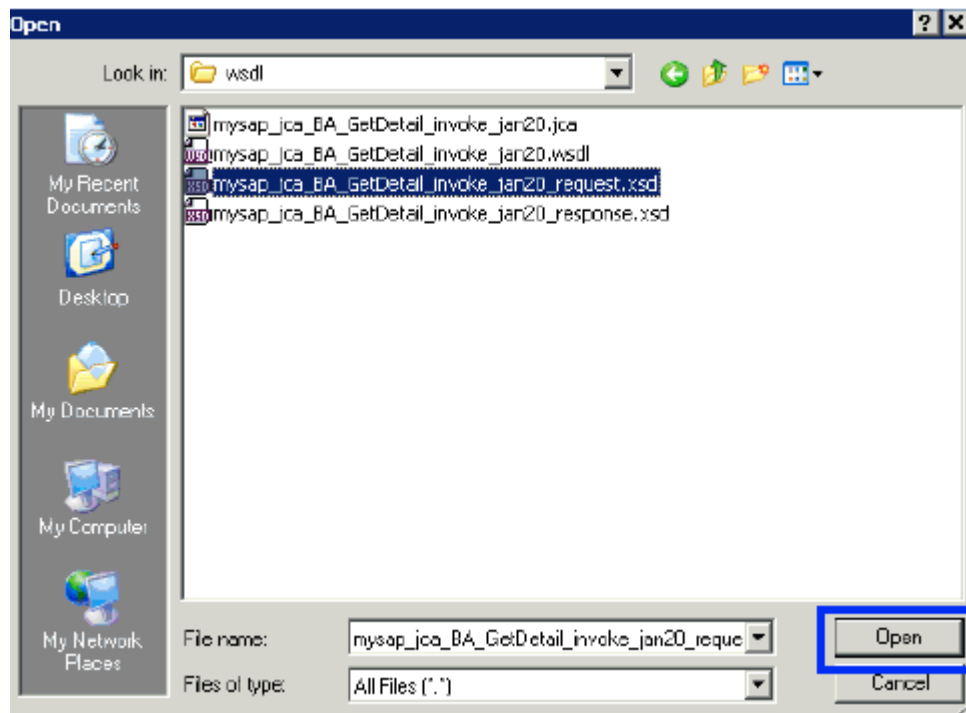 Open
Look in:
wsdl
mysap_jca_BA_GetDetail_invoke_jan20.jca
mysap_jca_BA_GetDetail_invoke_jan20.wsdl
mysap_jca_BA_GetDetail_invoke_jan20_request.xsd
mysap_jca_BA_GetDetail_invoke_jan20_response.xsd
My Recent
Documents
Desktop
My Documents
My Computer
My Network
Places
File name:
mysap_jca_BA_GetDetail_invoke_jan20_reque
Open
Files of type:
All Files (*.*)
Cancel